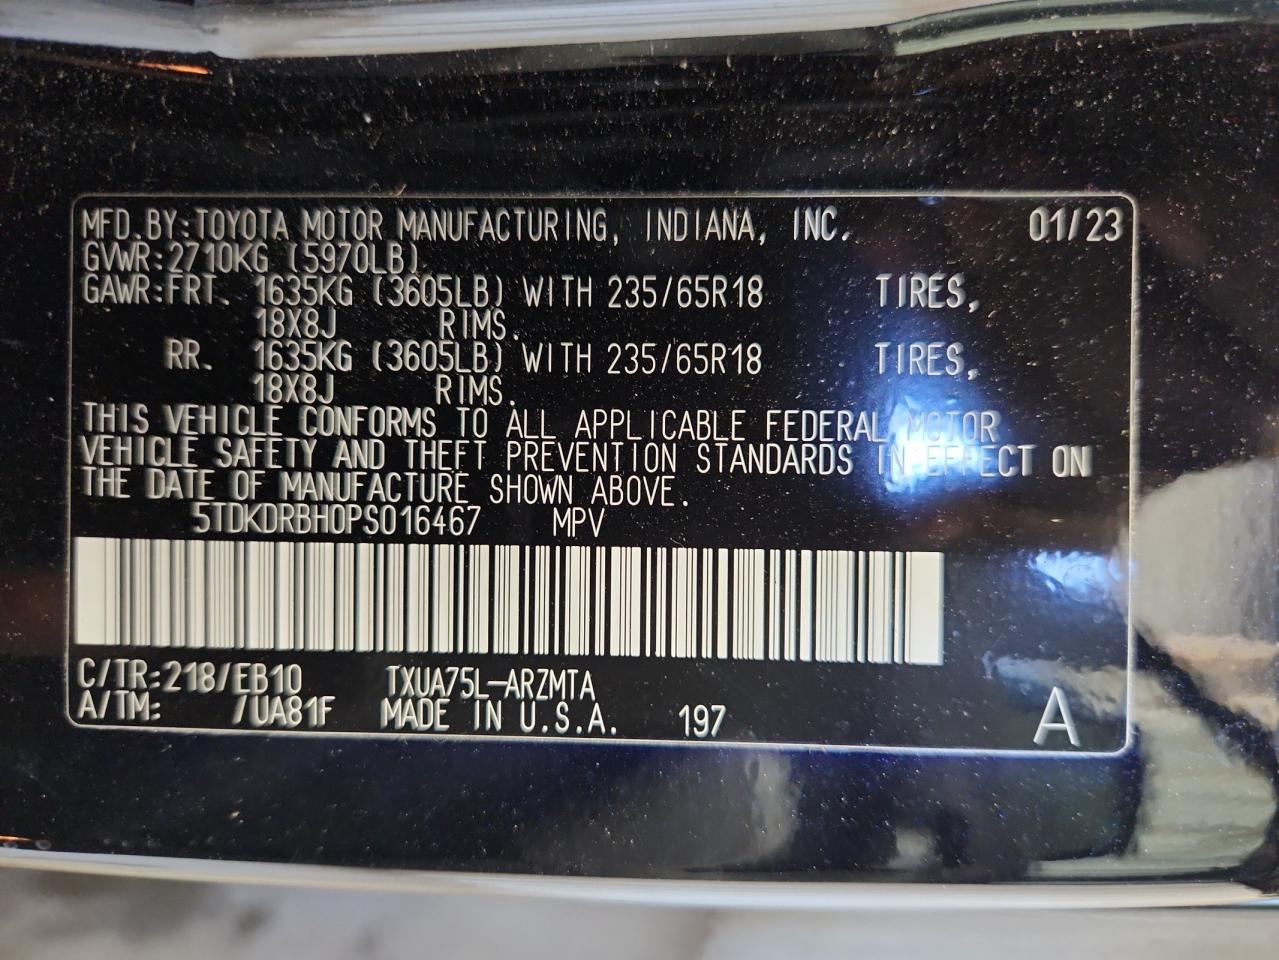 MFD.BY:TOYOTA MOTOR MANUFACTURING, INDIANA, INC. 01/23
GVWR:2710KG (5970LB)
GAWR:FRT. 1635KG (3605LB) WITH 235/65R18 TIRES,
18X8J RIMS.
RR. 1635KG (3605LB) WITH 235/65R18 TIRES,
18X8J RIMS.
THIS VEHICLE CONFORMS TO ALL APPLICABLE FEDERAL MOTOR
VEHICLE SAFETY AND THEFT PREVENTION STANDARDS IN EFFECT ON
THE DATE OF MANUFACTURE SHOWN ABOVE.
5TDKDRBH0PS016467 MPV
C/TR:218/EB10 TXUA75L-ARZMTA
A/TM: /UA81F MADE IN U.S.A. 197 A